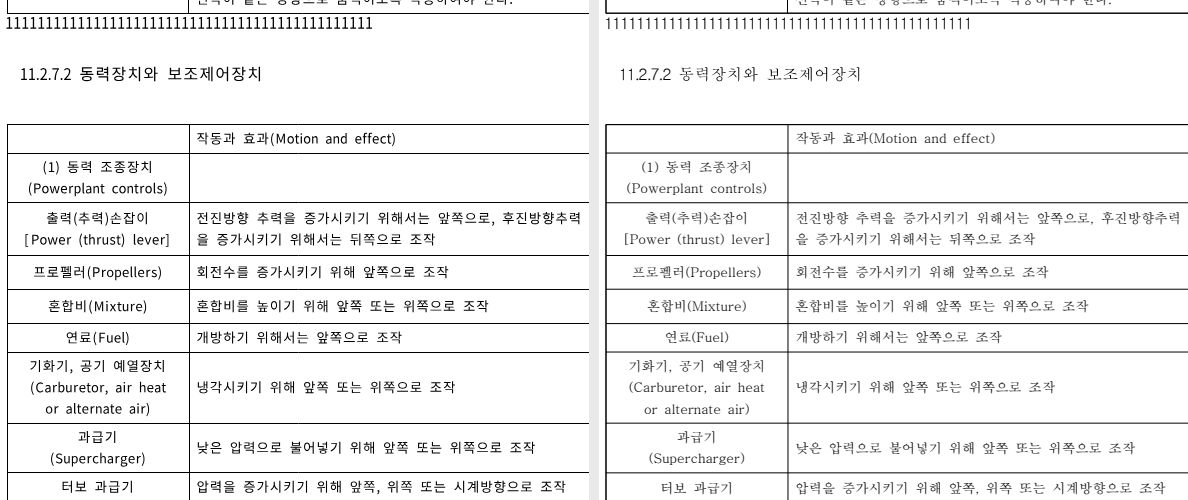 11.2.7.2 동력장치와 보조제어장치
작동과 효과(Motion and effect)
(1) 동력 조종장치
(Powerplant controls)
출력(추력)손잡이
[Power (thrust) lever]
전진방향 추력을 증가시키기 위해서는 앞쪽으로, 후진방향추력
을 증가시키기 위해서는 뒤쪽으로 조작
프로펠러(Propellers)
회전수를 증가시키기 위해 앞쪽으로 조작
혼합비(Mixture)
혼합비를 높이기 위해 앞쪽 또는 위쪽으로 조작
연료(Fuel)
개방하기 위해서는 앞쪽으로 조작
기화기, 공기 예열장치
(Carburetor, air heat
or alternate air)
냉각시키기 위해 앞쪽 또는 위쪽으로 조작
과급기
(Supercharger)
낮은 압력으로 불어넣기 위해 앞쪽 또는 위쪽으로 조작
터보 과급기
압력을 증가시키기 위해 앞쪽, 위쪽 또는 시계방향으로 조작
11.2.7.2 동력장치와 보조제어장치
작동과 효과(Motion and effect)
(1) 동력 조종장치
(Powerplant controls)
출력(추력)손잡이
[Power (thrust) lever]
전진방향 추력을 증가시키기 위해서는 앞쪽으로, 후진방향추력
을 증가시키기 위해서는 뒤쪽으로 조작
프로펠러(Propellers)
회전수를 증가시키기 위해 앞쪽으로 조작
혼합비(Mixture)
혼합비를 높이기 위해 앞쪽 또는 위쪽으로 조작
연료(Fuel)
개방하기 위해서는 앞쪽으로 조작
기화기, 공기 예열장치
(Carburetor, air heat
or alternate air)
냉각시키기 위해 앞쪽 또는 위쪽으로 조작
과급기
(Supercharger)
낮은 압력으로 불어넣기 위해 앞쪽 또는 위쪽으로 조작
터보 과급기
압력을 증가시키기 위해 앞쪽, 위쪽 또는 시계방향으로 조작